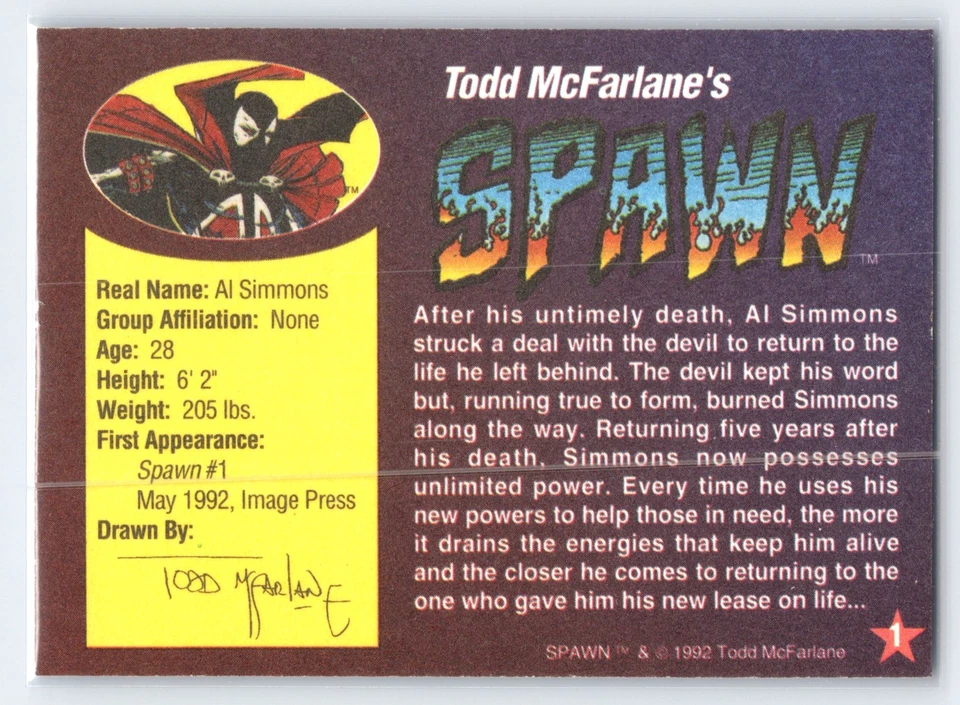 Todd McFarlane's
SPAWN™
™
Real Name: Al Simmons
Group Affiliation: None
Age: 28
Height: 6' 2"
Weight: 205 lbs.
First Appearance:
Spawn #1
May 1992, Image Press
Drawn By:
TODD McFARLANE
After his untimely death, Al Simmons
struck a deal with the devil to return to the
life he left behind. The devil kept his word
but, running true to form, burned Simmons
along the way. Returning five years after
his death, Simmons now possesses
unlimited power. Every time he uses his
new powers to help those in need, the more
it drains the energies that keep him alive
and the closer he comes to returning to the
one who gave him his new lease on life...
SPAWN™ & © 1992 Todd McFarlane
1